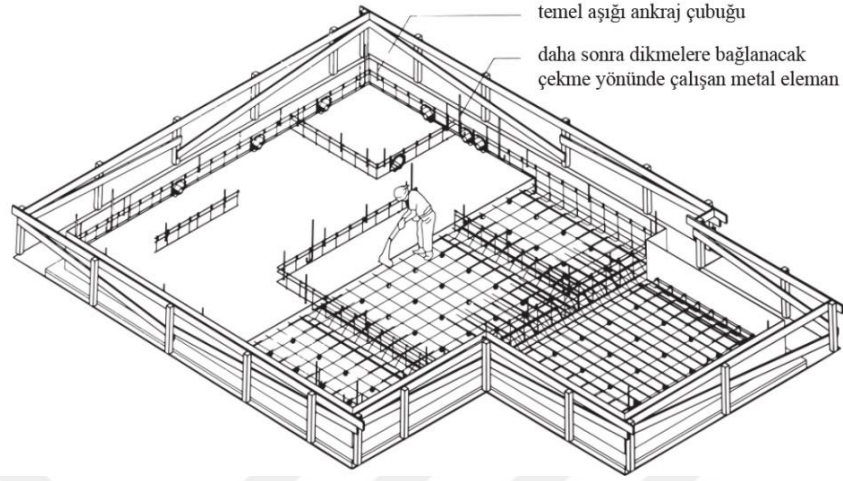 temel aşığı ankraj çubuğu
daha sonra dikmelere bağlanacak
çekme yönünde çalışan metal eleman